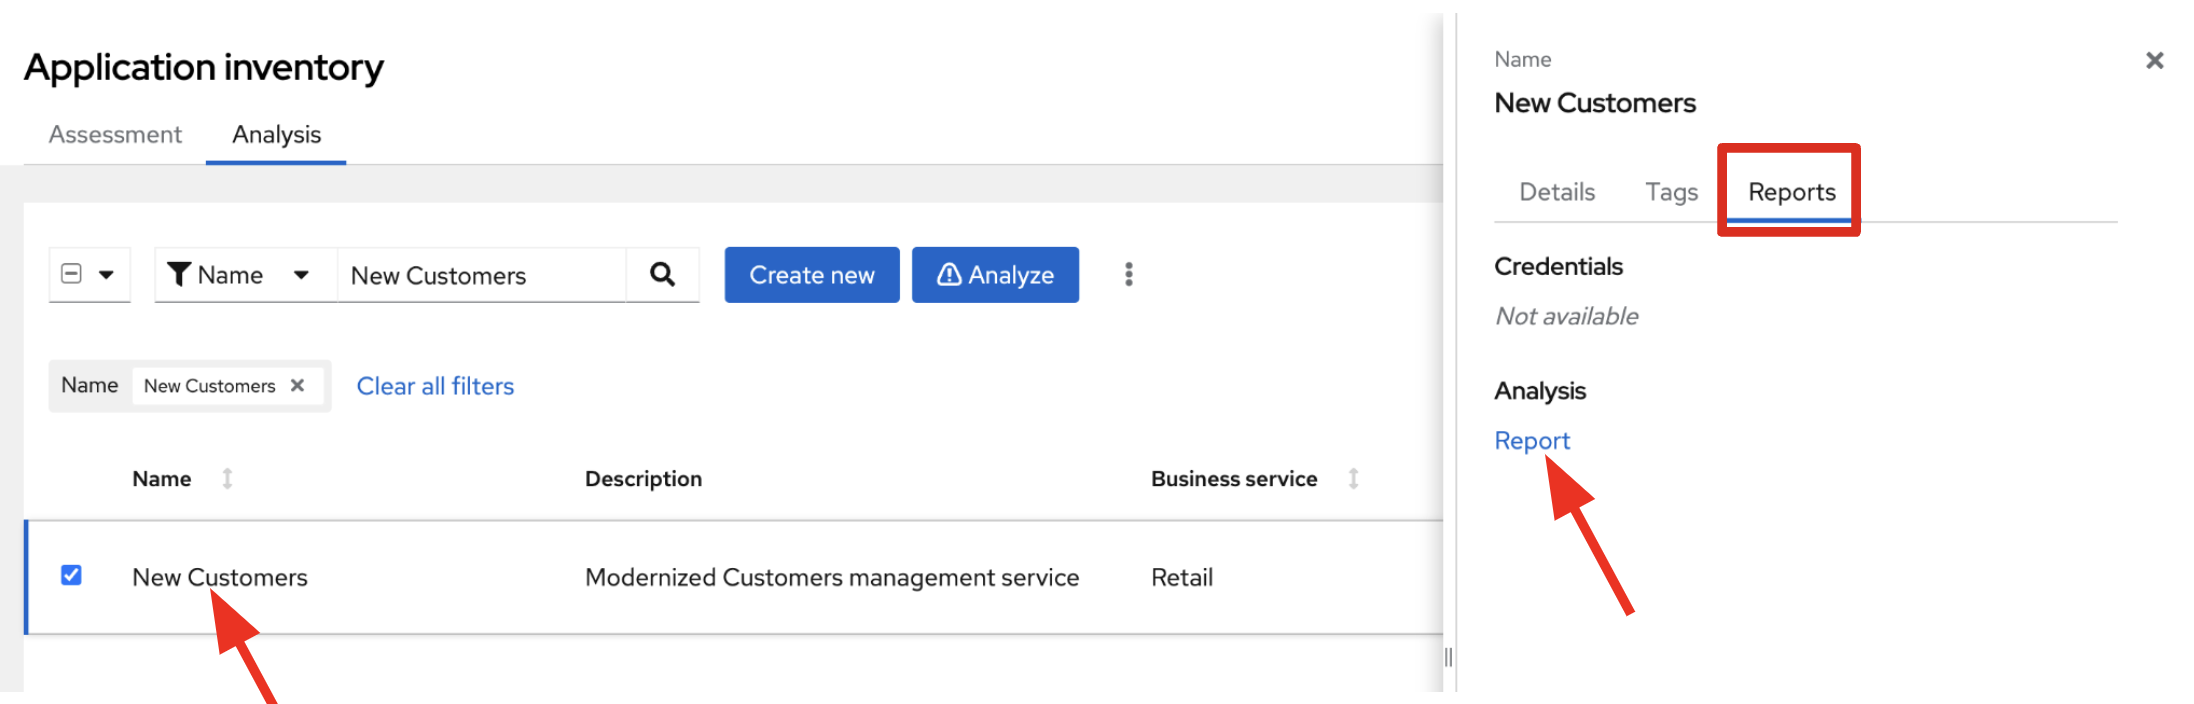 Application inventory
Assessment Analysis
Name New Customers Create new Analyze
Name New Customers Clear all filters
Name Description Business service
New Customers Modernized Customers management service Retail
Name
New Customers
Details Tags Reports
Credentials
Not available
Analysis
Report